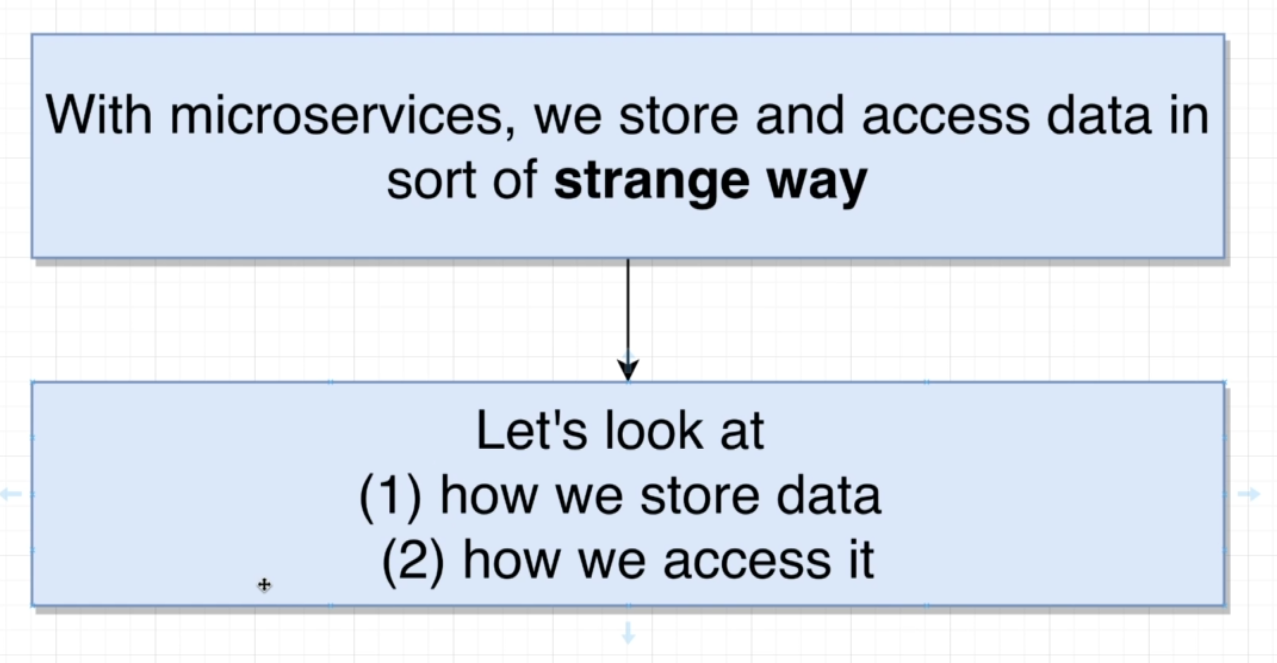 With microservices, we store and access data in
sort of strange way
Let's look at
(1) how we store data
(2) how we access it